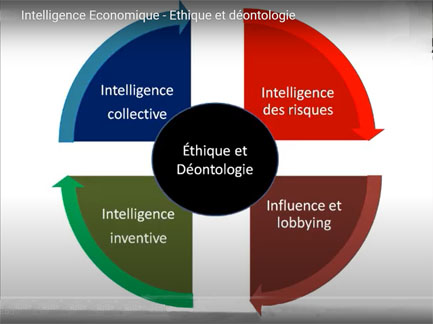 Intelligence Economique - Ethique et déontologie
Intelligence
collective
Intelligence
des risques
Éthique et
Déontologie
Intelligence
inventive
Influence et
lobbying